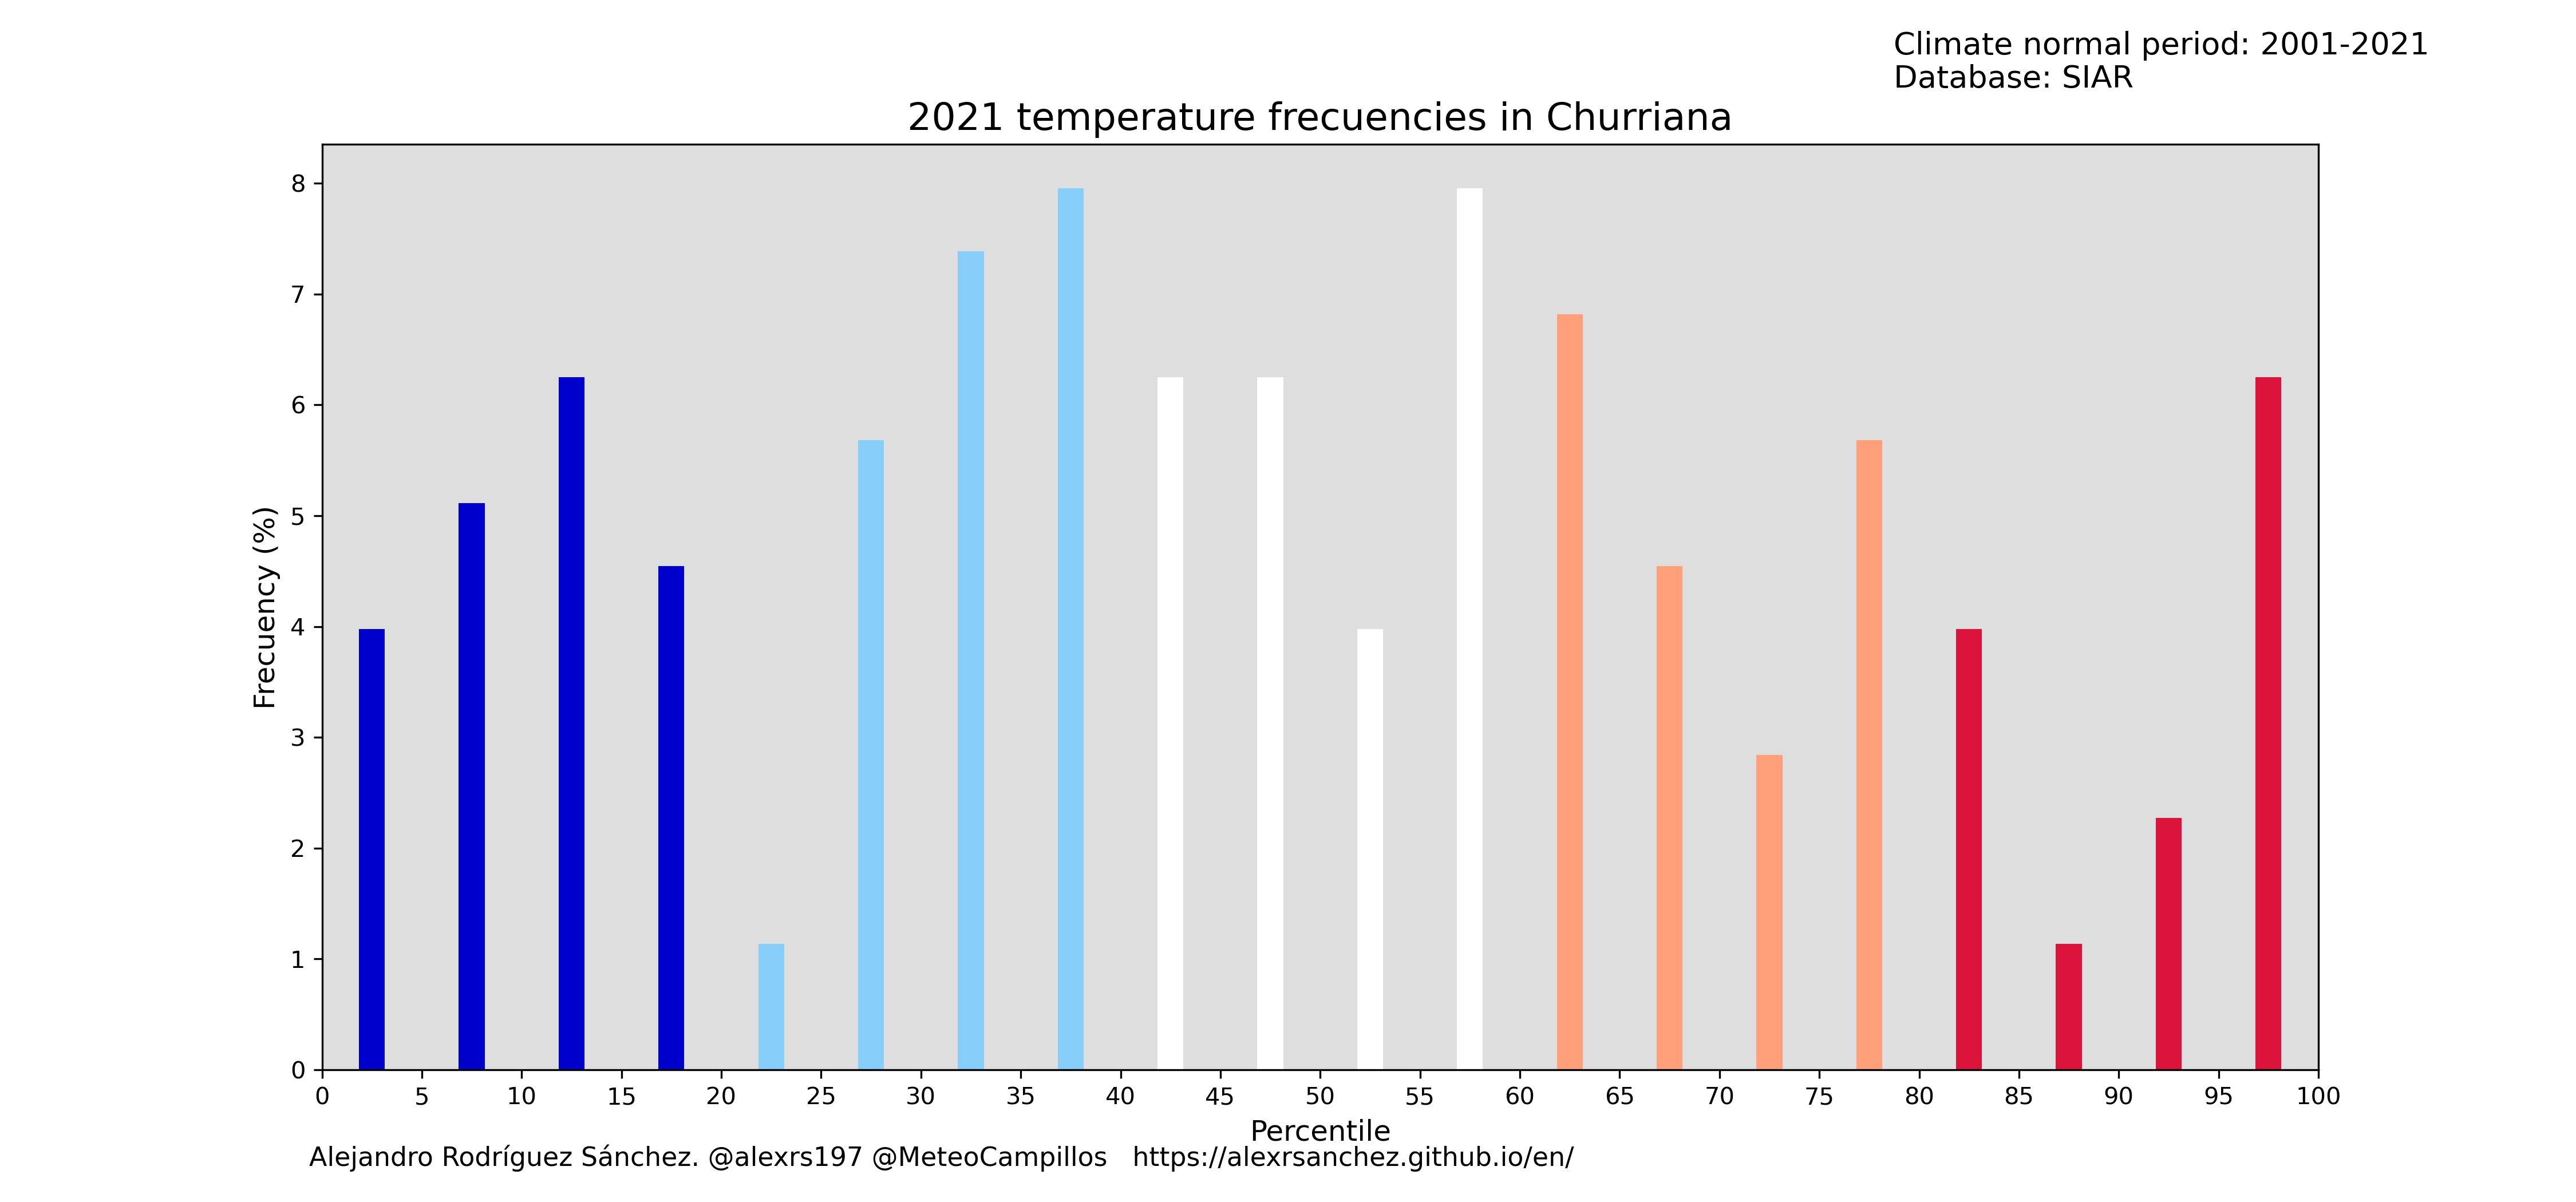 Climate normal period: 2001-2021
Database: SIAR
2021 temperature frecuencies in Churriana
Frecuency (%)
8
7
6
5
4
3
2
1
0
0 5 10 15 20 25 30 35 40 45 50 55 60 65 70 75 80 85 90 95 100
Percentile
Alejandro Rodríguez Sánchez. @alexrs197 @MeteoCampillos https://alexrsanchez.github.io/en/